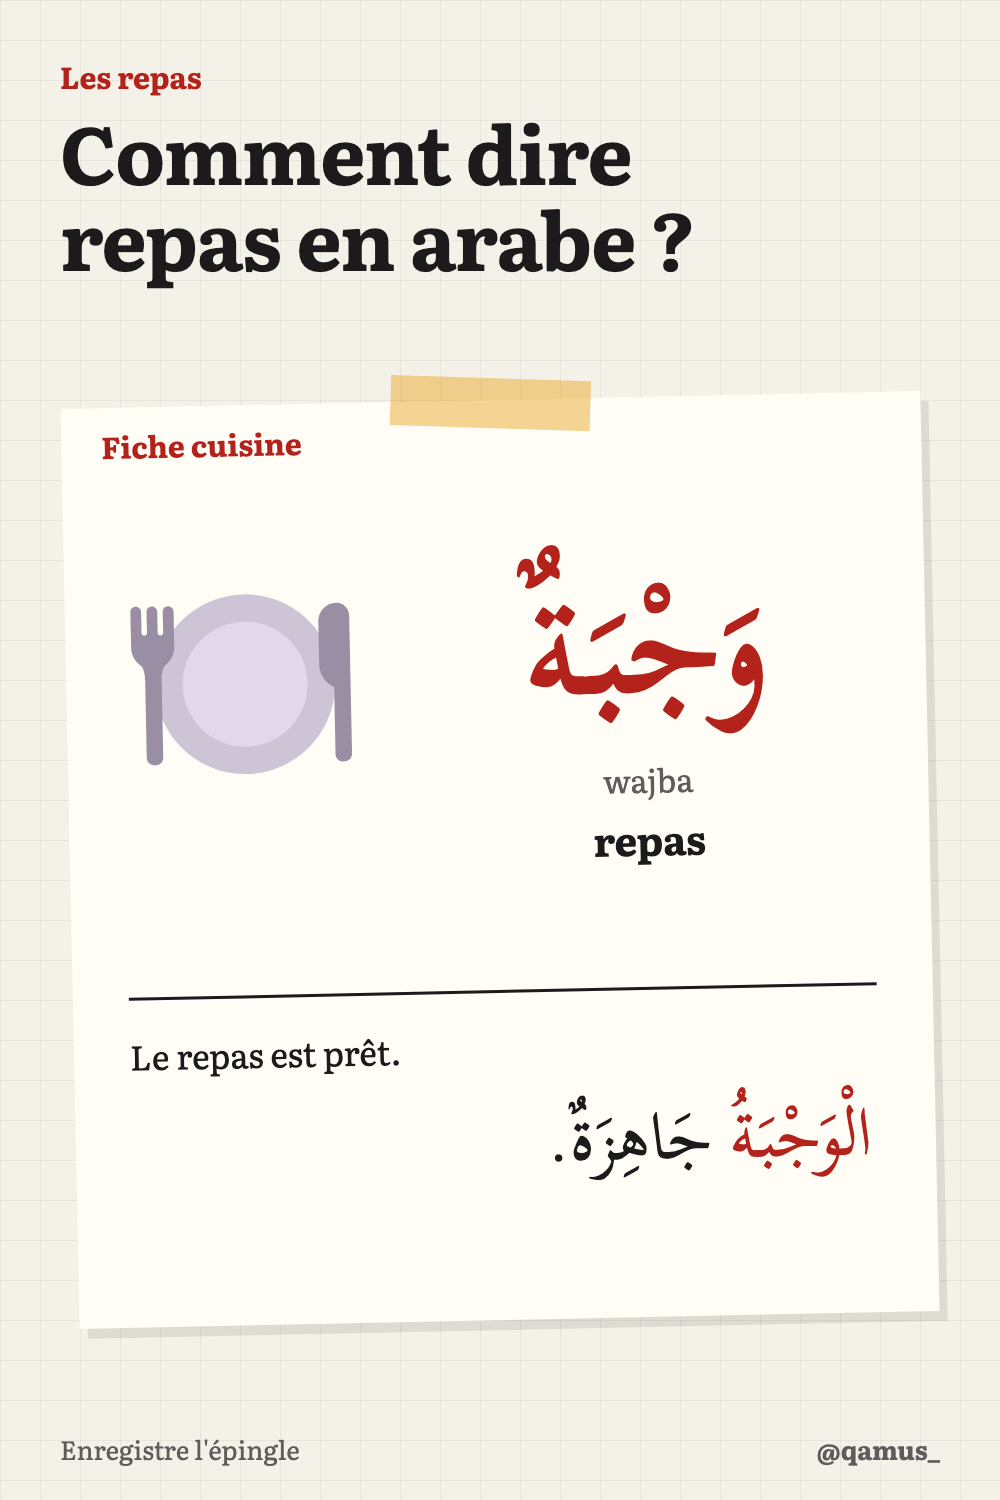 Les repas
Comment dire
repas en arabe ?
Fiche cuisine
وَجْبَةٌ
wajba
repas
Le repas est prêt.
الْوَجْبَةُ جَاهِزَةٌ.
Enregistre l'épingle
@qamus_